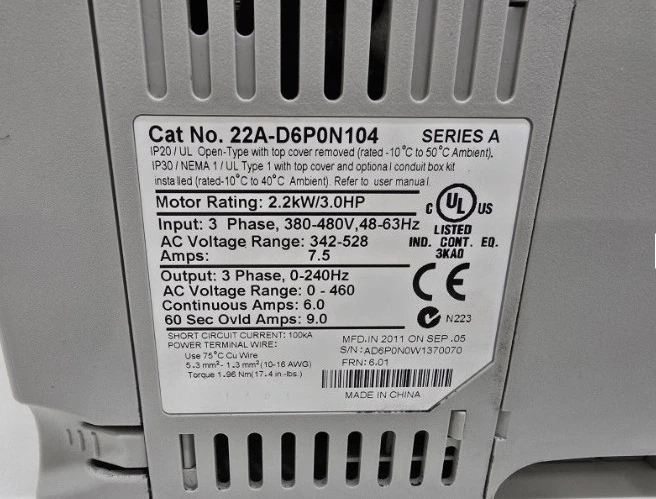 Cat No. 22A-D6P0N104 SERIES A
IP20 / UL Open-Type with top cover removed (rated -10°C to 50°C Ambient).
IP30 / NEMA 1 / UL Type 1 with top cover and optional conduit box kit
installed (rated-10°C to 40°C Ambient). Refer to user manual.
Motor Rating: 2.2kW/3.0HP
C UL US
LISTED
IND. CONT. EQ.
3KA0
Input: 3 Phase, 380-480V,48-63Hz
AC Voltage Range: 342-528
Amps: 7.5
CE
Output: 3 Phase, 0-240Hz
AC Voltage Range: 0 - 460
Continuous Amps: 6.0
60 Sec Ovld Amps: 9.0
N223
SHORT CIRCUIT CURRENT: 100kA
POWER TERMINAL WIRE:
Use 75°C Cu Wire
5.3 mm² - 1.3 mm² (10-16 AWG)
Torque 1.96 Nm(17.4 in.-lbs.)
MFD.IN 2011 ON SEP .05
S/N: AD6P0N0W1370070
FRN: 6.01
MADE IN CHINA